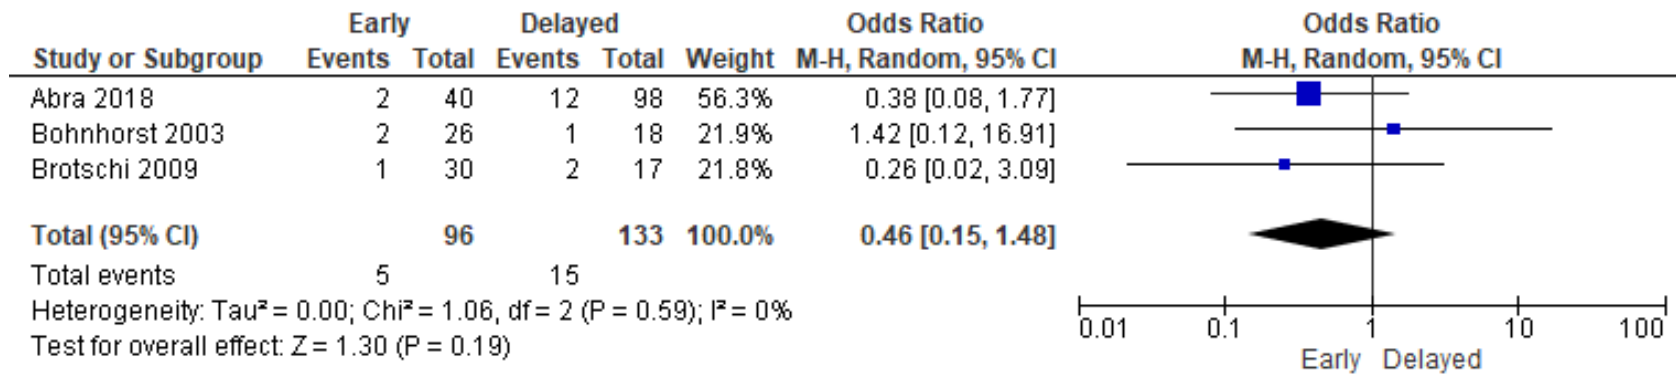 Early Delayed Odds Ratio Odds Ratio
Study or Subgroup Events Total Events Total Weight M-H, Random, 95% CI M-H, Random, 95% CI
Abra 2018 2 40 12 98 56.3% 0.38 [0.08, 1.77]
Bohnhorst 2003 2 26 1 18 21.9% 1.42 [0.12, 16.91]
Brotschi 2009 1 30 2 17 21.8% 0.26 [0.02, 3.09]
Total (95% CI) 96 133 100.0% 0.46 [0.15, 1.48]
Total events 5 15
Heterogeneity: Tau² = 0.00; Chi² = 1.06, df = 2 (P = 0.59); I² = 0%
Test for overall effect: Z = 1.30 (P = 0.19)
0.01 0.1 1 10 100
Early Delayed